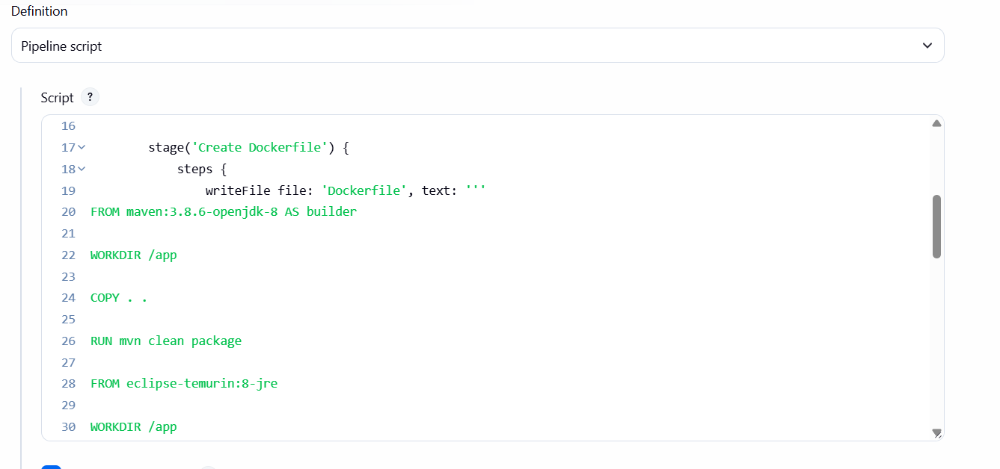 Definition
Pipeline script
Script ?
16
17 stage('Create Dockerfile') {
18 steps {
19 writeFile file: 'Dockerfile', text: '''
20 FROM maven:3.8.6-openjdk-8 AS builder
21
22 WORKDIR /app
23
24 COPY . .
25
26 RUN mvn clean package
27
28 FROM eclipse-temurin:8-jre
29
30 WORKDIR /app